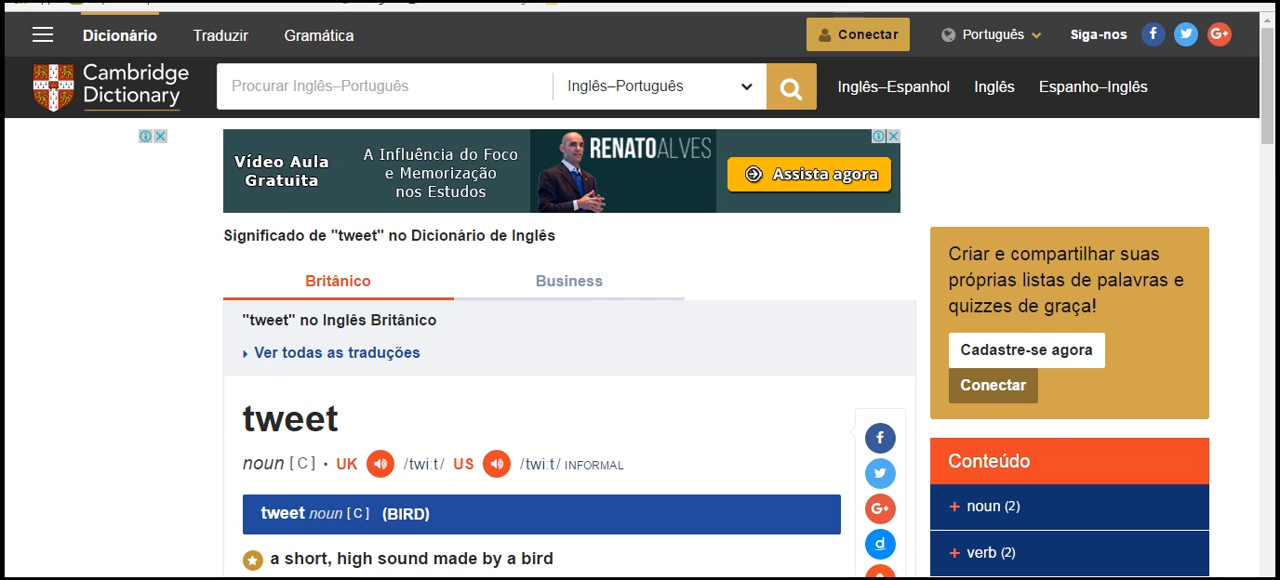 Dicionário Traduzir Gramática Conectar Português Siga-nos f G+
Cambridge
Dictionary
Procurar Inglês–Português Inglês–Português Inglês–Espanhol Inglês Espanho–Inglês
Vídeo Aula
Gratuita
A Influência do Foco
e Memorização
nos Estudos
RENATOALVES
Assista agora
Significado de "tweet" no Dicionário de Inglês
Britânico Business
"tweet" no Inglês Britânico
Ver todas as traduções
tweet
noun [ C ] · UK /twiːt/ US /twiːt/ INFORMAL
tweet noun [ C ] (BIRD)
a short, high sound made by a bird
f
G+
d
Criar e compartilhar suas
próprias listas de palavras e
quizzes de graça!
Cadastre-se agora
Conectar
Conteúdo
+ noun (2)
+ verb (2)